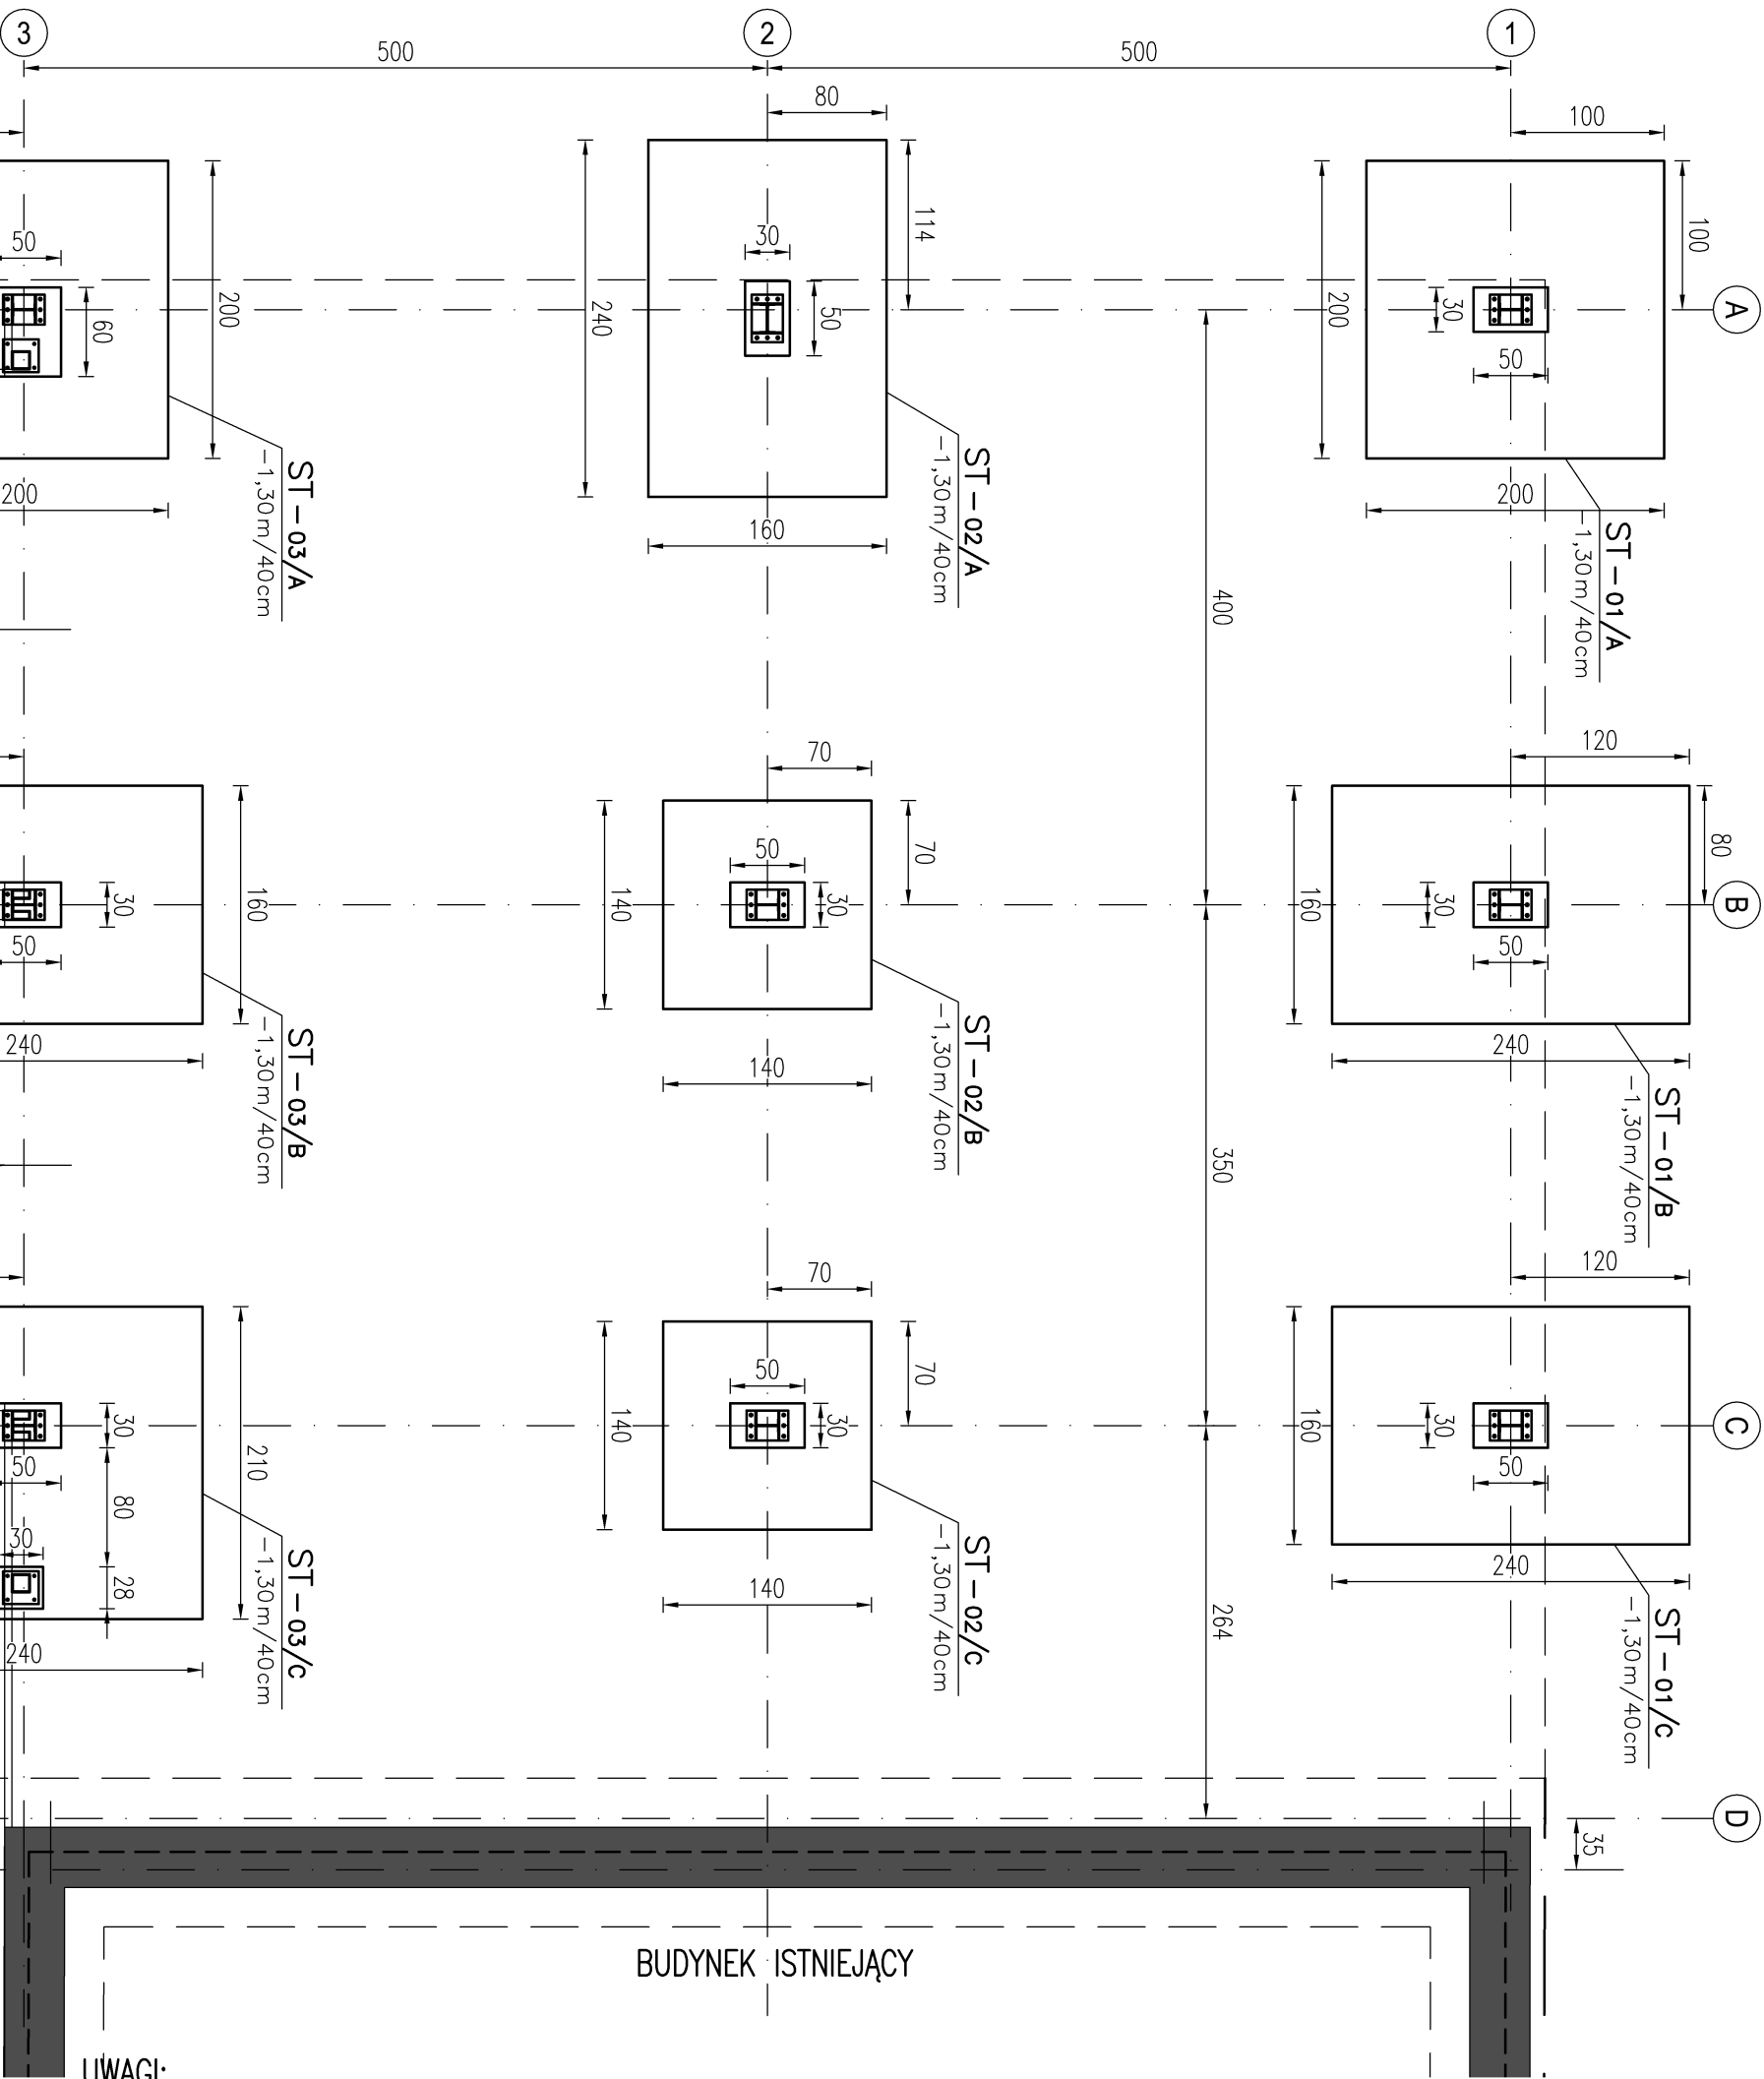 3
2
1
500
500
80
100
100
A
114
30
50
240
160
ST-02/A
-1,30m/40cm
30
50
200
200
ST-01/A
-1,30m/40cm
50
60
200
200
ST-03/A
-1,30m/40cm
400
70
70
50
30
140
140
ST-02/B
-1,30m/40cm
120
80
B
30
50
160
240
ST-01/B
-1,30m/40cm
30
50
160
240
ST-03/B
-1,30m/40cm
350
70
70
50
30
140
140
ST-02/C
-1,30m/40cm
120
C
30
50
160
240
ST-01/C
-1,30m/40cm
30
50
80
30
28
210
240
ST-03/C
-1,30m/40cm
264
D
35
BUDYNEK ISTNIEJĄCY
UWAGI: